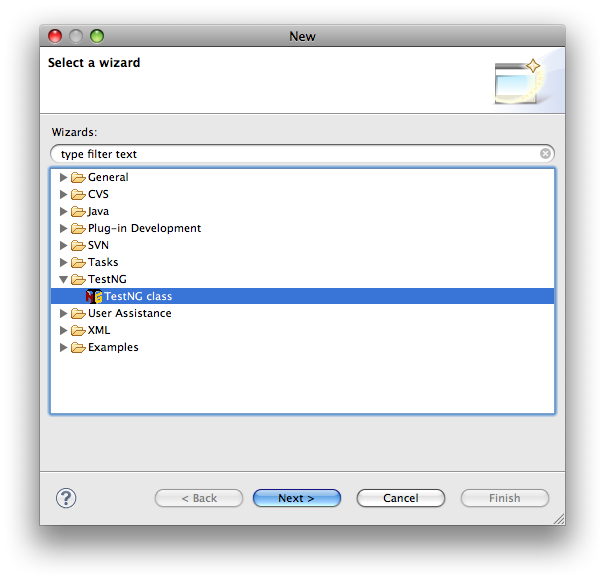 New
Select a wizard
Wizards:
type filter text
General
CVS
Java
Plug-in Development
SVN
Tasks
TestNG
TestNG class
User Assistance
XML
Examples
? < Back Next > Cancel Finish